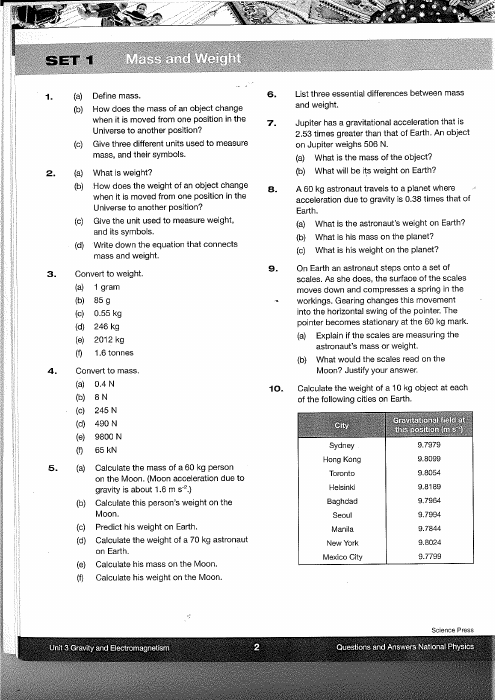 SET 1 Mass and Weight
1. (a) Define mass.
(b) How does the mass of an object change
when it is moved from one position in the
Universe to another position?
(c) Give three different units used to measure
mass, and their symbols.
2. (a) What is weight?
(b) How does the weight of an object change
when it is moved from one position in the
Universe to another position?
(c) Give the unit used to measure weight,
and its symbols.
(d) Write down the equation that connects
mass and weight.
3. Convert to weight.
(a) 1 gram
(b) 85 g
(c) 0.55 kg
(d) 246 kg
(e) 2012 kg
(f) 1.6 tonnes
4. Convert to mass.
(a) 0.4 N
(b) 8 N
(c) 245 N
(d) 490 N
(e) 9800 N
(f) 65 kN
5. (a) Calculate the mass of a 60 kg person
on the Moon. (Moon acceleration due to
gravity is about 1.6 m s⁻².)
(b) Calculate this person's weight on the
Moon.
(c) Predict his weight on Earth.
(d) Calculate the weight of a 70 kg astronaut
on Earth.
(e) Calculate his mass on the Moon.
(f) Calculate his weight on the Moon.
6. List three essential differences between mass
and weight.
7. Jupiter has a gravitational acceleration that is
2.53 times greater than that of Earth. An object
on Jupiter weighs 506 N.
(a) What is the mass of the object?
(b) What will be its weight on Earth?
8. A 60 kg astronaut travels to a planet where
acceleration due to gravity is 0.38 times that of
Earth.
(a) What is the astronaut's weight on Earth?
(b) What is his mass on the planet?
(c) What is his weight on the planet?
9. On Earth an astronaut steps onto a set of
scales. As she does, the surface of the scales
moves down and compresses a spring in the
workings. Gearing changes this movement
into the horizontal swing of the pointer. The
pointer becomes stationary at the 60 kg mark.
(a) Explain if the scales are measuring the
astronaut's mass or weight.
(b) What would the scales read on the
Moon? Justify your answer.
10. Calculate the weight of a 10 kg object at each
of the following cities on Earth.
City Gravitational field at
this position (m s⁻²)
Sydney 9.7979
Hong Kong 9.8099
Toronto 9.8054
Helsinki 9.8189
Baghdad 9.7964
Seoul 9.7994
Manila 9.7844
New York 9.8024
Mexico City 9.7799
Science Press
Unit 3 Gravity and Electromagnetism 2 Questions and Answers National Physics